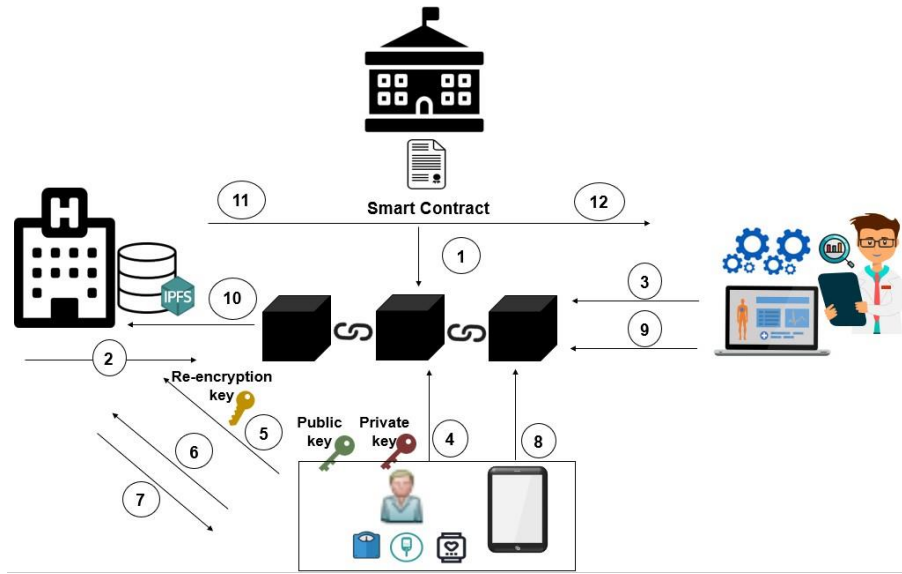 11
Smart Contract
12
H
1
IPFS
10
3
9
2
Re-encryption
key
5
Public
key
Private
key
4
8
6
7